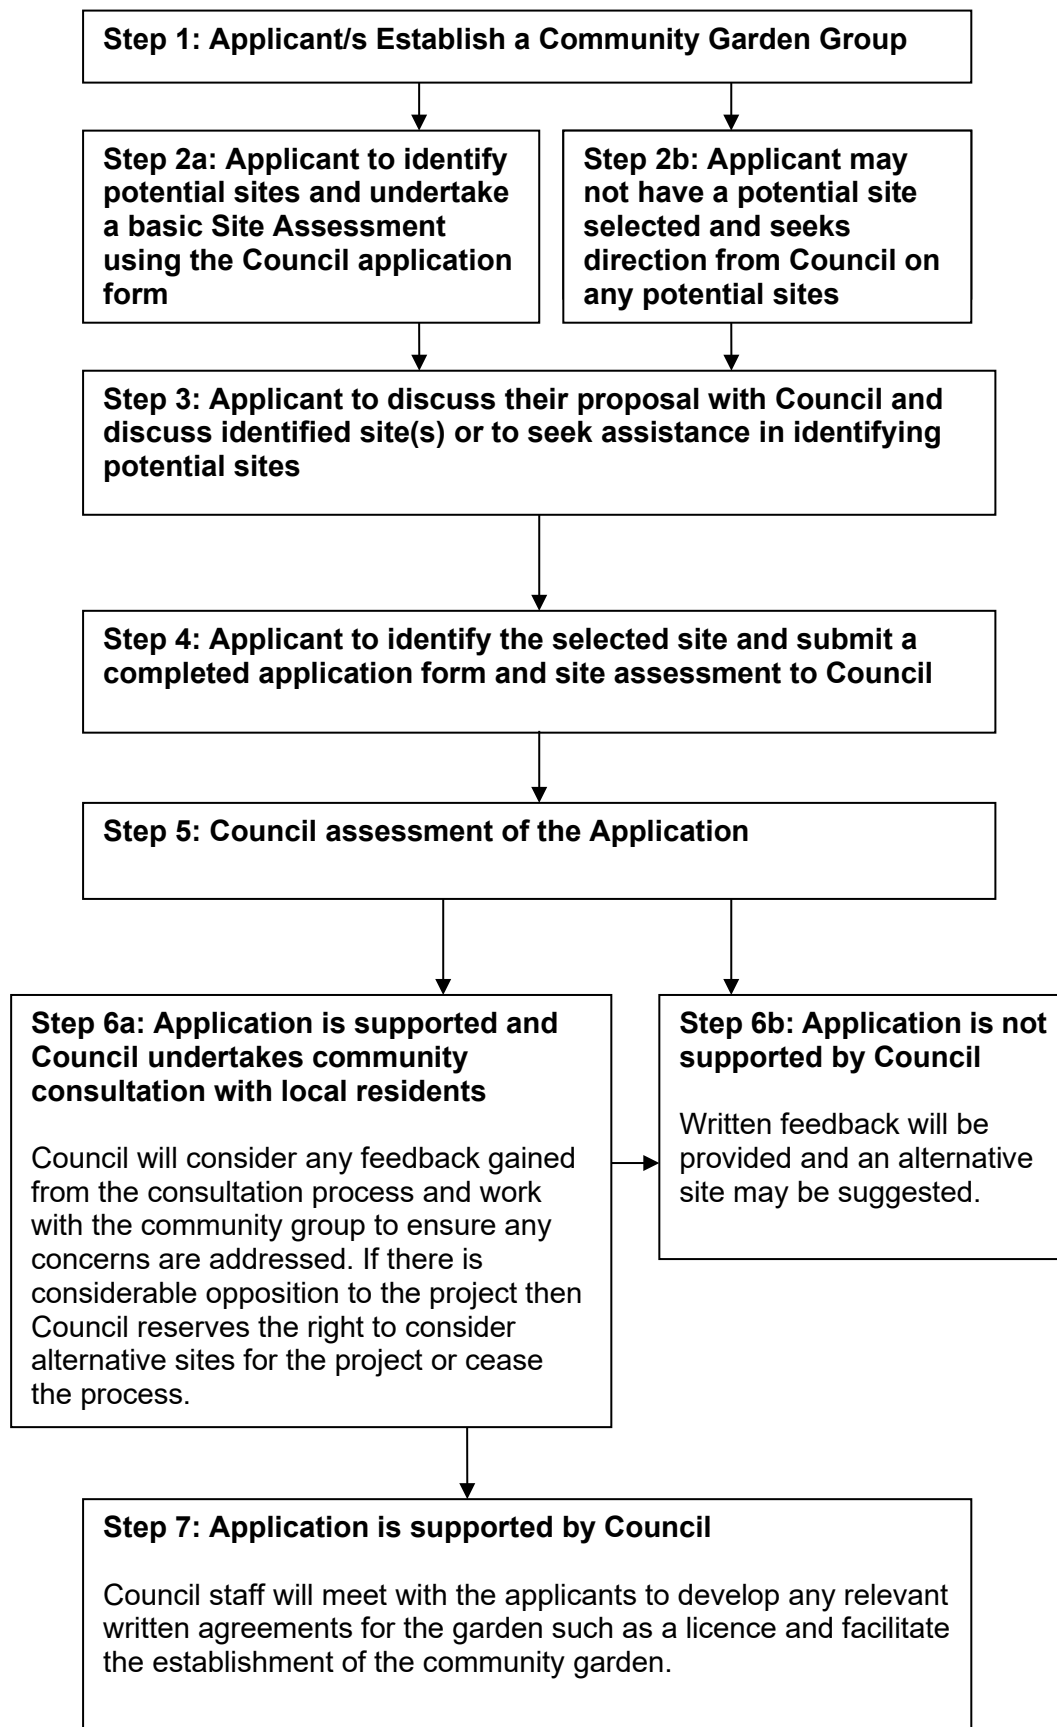 Step 1: Applicant/s Establish a Community Garden Group
Step 2a: Applicant to identify
potential sites and undertake
a basic Site Assessment
using the Council application
form
Step 2b: Applicant may
not have a potential site
selected and seeks
direction from Council on
any potential sites
Step 3: Applicant to discuss their proposal with Council and
discuss identified site(s) or to seek assistance in identifying
potential sites
Step 4: Applicant to identify the selected site and submit a
completed application form and site assessment to Council
Step 5: Council assessment of the Application
Step 6a: Application is supported and
Council undertakes community
consultation with local residents
Council will consider any feedback gained
from the consultation process and work
with the community group to ensure any
concerns are addressed. If there is
considerable opposition to the project then
Council reserves the right to consider
alternative sites for the project or cease
the process.
Step 6b: Application is not
supported by Council
Written feedback will be
provided and an alternative
site may be suggested.
Step 7: Application is supported by Council
Council staff will meet with the applicants to develop any relevant
written agreements for the garden such as a licence and facilitate
the establishment of the community garden.